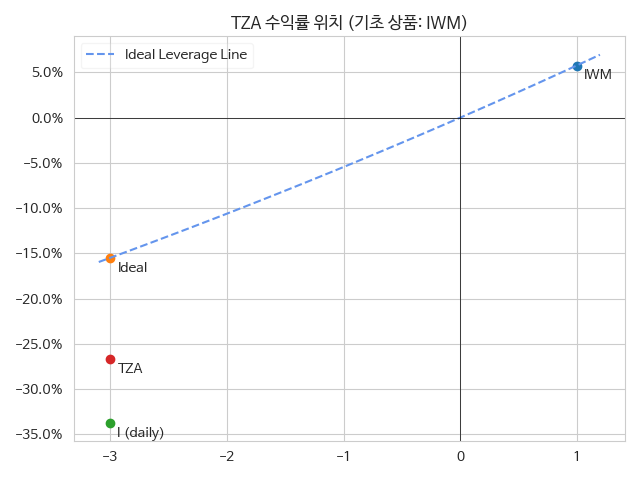 TZA 수익률 위치 (기초 상품: IWM)
Ideal Leverage Line
5.0%
0.0%
−5.0%
−10.0%
−15.0%
−20.0%
−25.0%
−30.0%
−35.0%
IWM
Ideal
TZA
I (daily)
−3
−2
−1
0
1